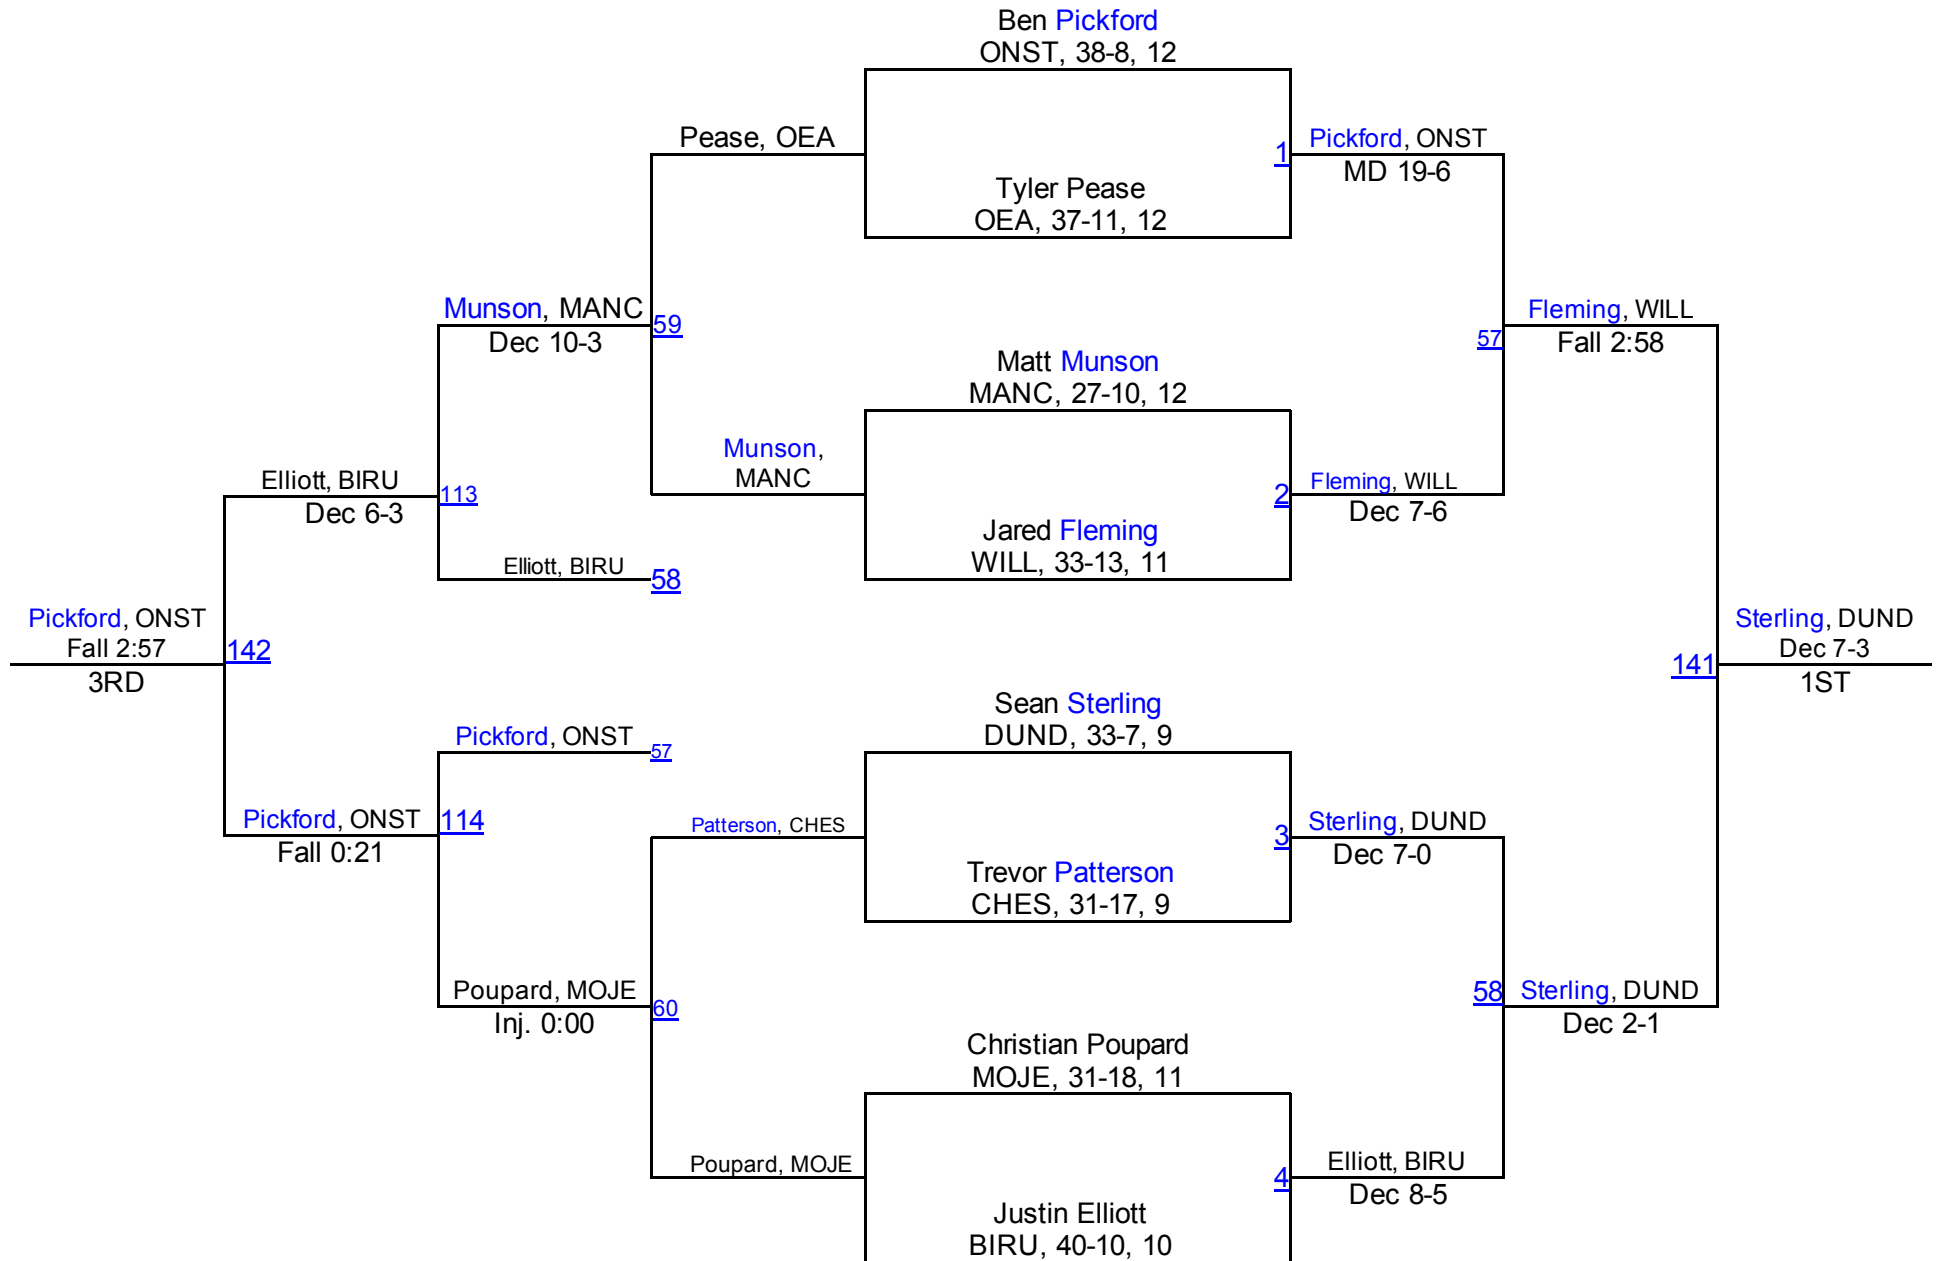 Ben Pickford
ONST, 38-8, 12
Pease, OEA
1
Pickford, ONST
MD 19-6
Tyler Pease
OEA, 37-11, 12
Munson, MANC
Dec 10-3
59
57
Fleming, WILL
Fall 2:58
Matt Munson
MANC, 27-10, 12
Munson,
MANC
Elliott, BIRU
Dec 6-3
113
2
Fleming, WILL
Dec 7-6
Jared Fleming
WILL, 33-13, 11
Elliott, BIRU
58
Pickford, ONST
Fall 2:57
3RD
142
141
Sterling, DUND
Dec 7-3
1ST
Sean Sterling
DUND, 33-7, 9
Pickford, ONST
57
Pickford, ONST
Fall 0:21
114
Patterson, CHES
3
Sterling, DUND
Dec 7-0
Trevor Patterson
CHES, 31-17, 9
Poupard, MOJE
Inj. 0:00
60
58
Sterling, DUND
Dec 2-1
Christian Poupard
MOJE, 31-18, 11
Poupard, MOJE
4
Elliott, BIRU
Dec 8-5
Justin Elliott
BIRU, 40-10, 10